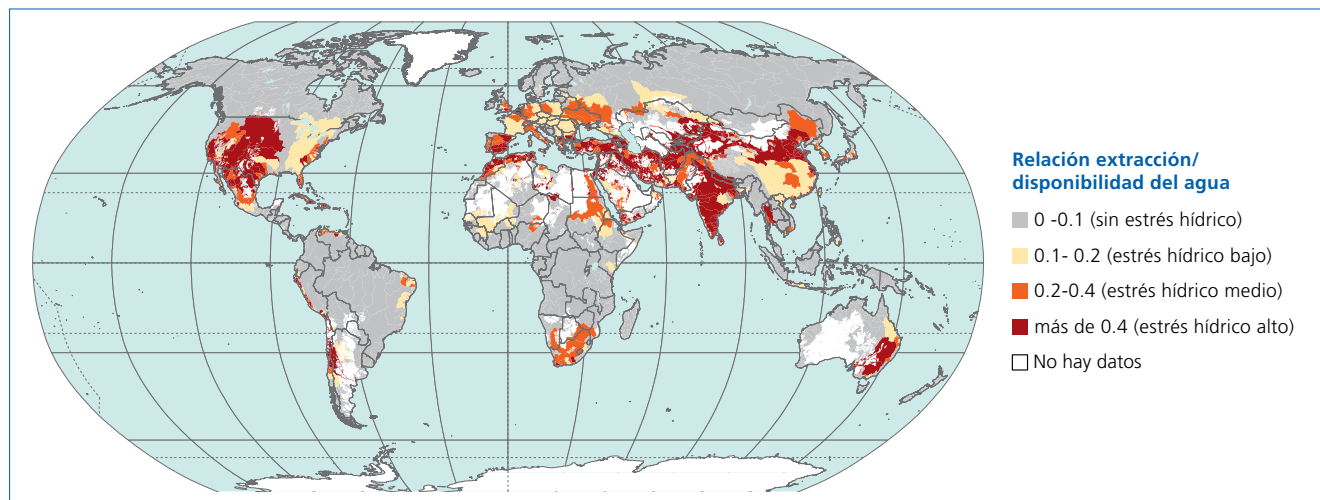 Relación extracción/
disponibilidad del agua
0 -0.1 (sin estrés hídrico)
0.1- 0.2 (estrés hídrico bajo)
0.2-0.4 (estrés hídrico medio)
más de 0.4 (estrés hídrico alto)
No hay datos